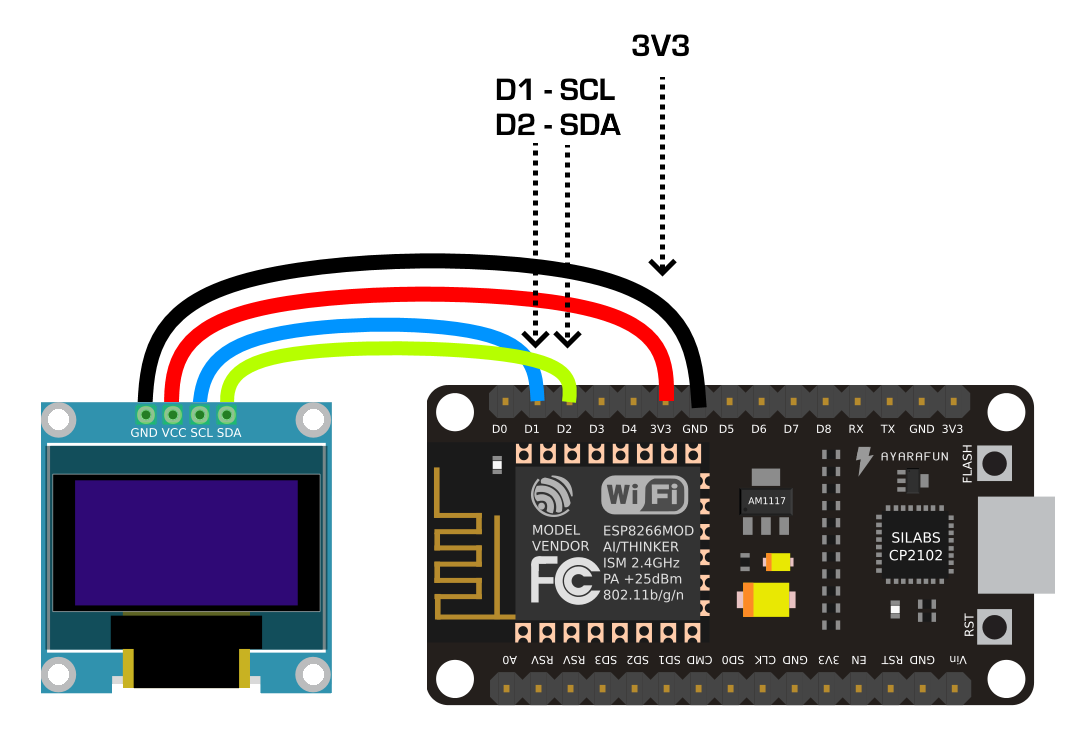 3V3
D1 - SCL
D2 - SDA
GND VCC SCL SDA
D0 D1 D2 D3 D4 3V3 GND D5 D6 D7 D8 RX TX GND 3V3
AYARAFUN
FLASH
WiFi
AM1117
MODEL
VENDOR
FC
ESP8266MOD
AI/THINKER
ISM 2.4GHz
PA +25dBm
802.11b/g/n
SILABS
CP2102
RST
A0 RSV RSV SD3 SD2 SD1 CMD SD0 CLK GND 3V3 EN RST GND Vin